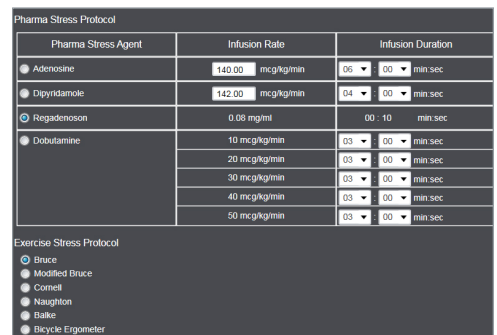 Pharma Stress Protocol
Pharma Stress Agent Infusion Rate Infusion Duration
Adenosine 140.00 mcg/kg/min 06 : 00 min:sec
Dipyridamole 142.00 mcg/kg/min 04 : 00 min:sec
Regadenoson 0.08 mg/ml 00 : 10 min:sec
Dobutamine 10 mcg/kg/min 03 : 00 min:sec
20 mcg/kg/min 03 : 00 min:sec
30 mcg/kg/min 03 : 00 min:sec
40 mcg/kg/min 03 : 00 min:sec
50 mcg/kg/min 03 : 00 min:sec
Exercise Stress Protocol
Bruce
Modified Bruce
Cornell
Naughton
Balke
Bicycle Ergometer